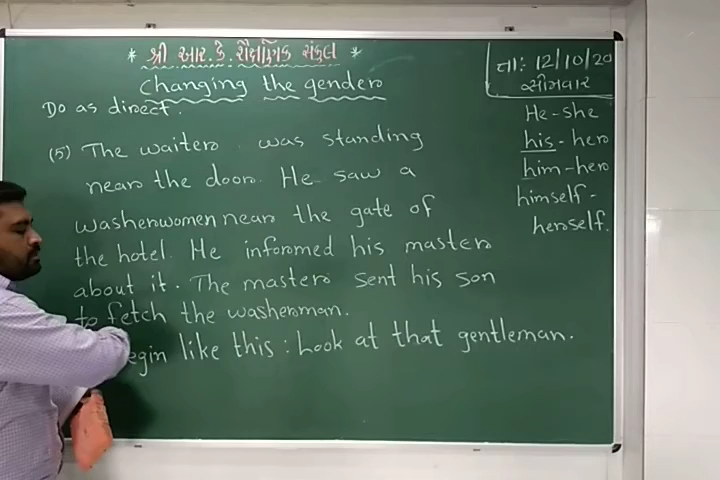 * શ્રી આર.કે. શૈક્ષણિક સંકુલ *
તા: 12/10/20
સોમવાર
Changing the gender
Do as direct.
(5) The waiter was standing
near the door. He saw a
washerwomen near the gate of
the hotel. He informed his master
about it. The master sent his son
to fetch the washerman.
egin like this : Look at that gentleman.
He - she
his - her
him - her
himself -
herself.